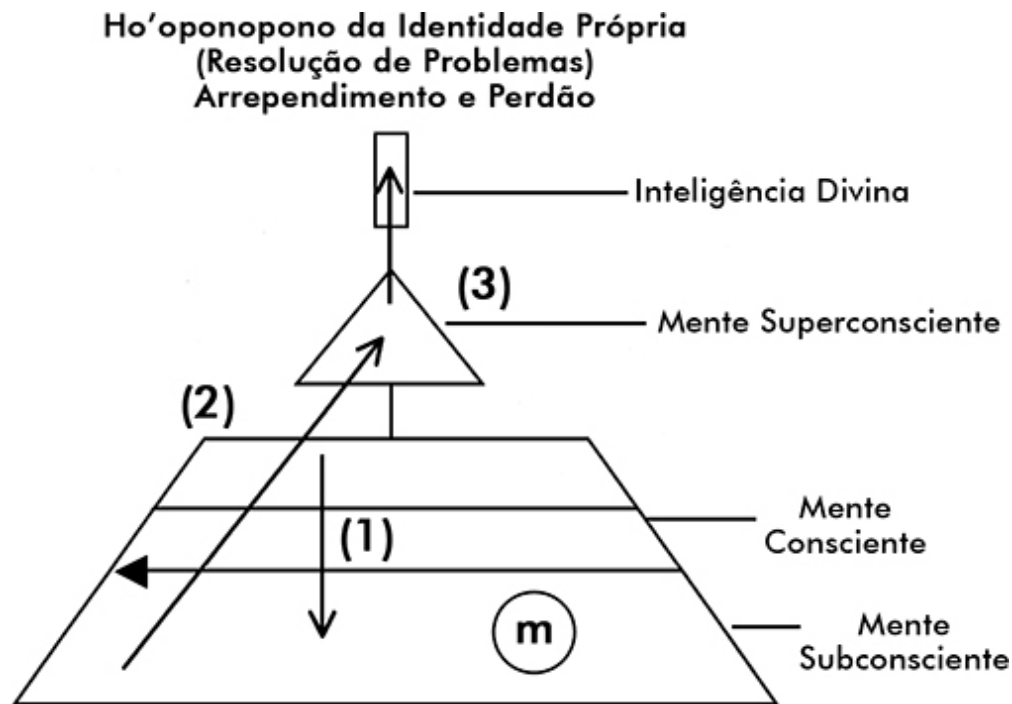 Ho’oponopono da Identidade Própria
(Resolução de Problemas)
Arrependimento e Perdão
Inteligência Divina
(3)
Mente Superconsciente
(2)
Mente
Consciente
(1)
m
Mente
Subconsciente